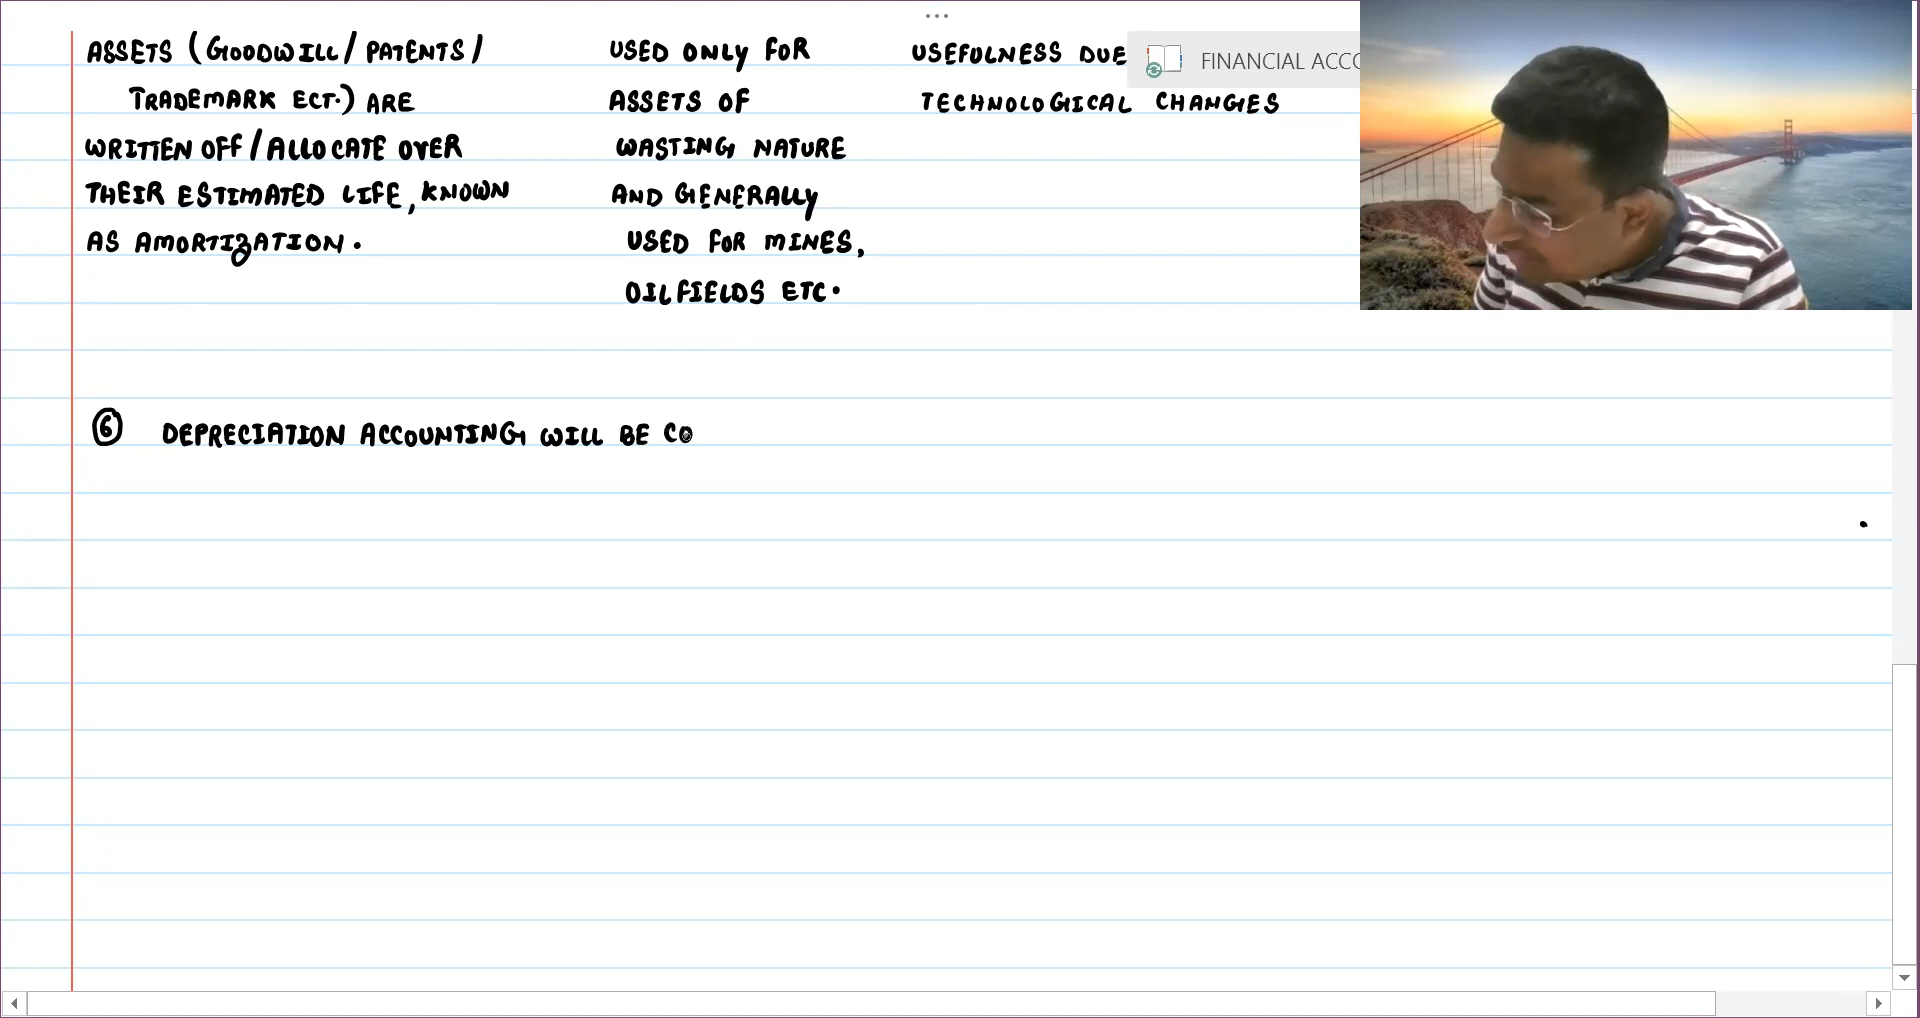 ASSETS (GOODWILL/PATENTS/
TRADEMARK ECT.) ARE
WRITTEN OFF/ALLOCATE OVER
THEIR ESTIMATED LIFE, KNOWN
AS AMORTIZATION.
USED ONLY FOR
ASSETS OF
WASTING NATURE
AND GENERALLY
USED FOR MINES,
OILFIELDS ETC.
USEFULNESS DUE
TECHNOLOGICAL CHANGES
FINANCIAL ACCO
⑥ DEPRECIATION ACCOUNTING WILL BE CO